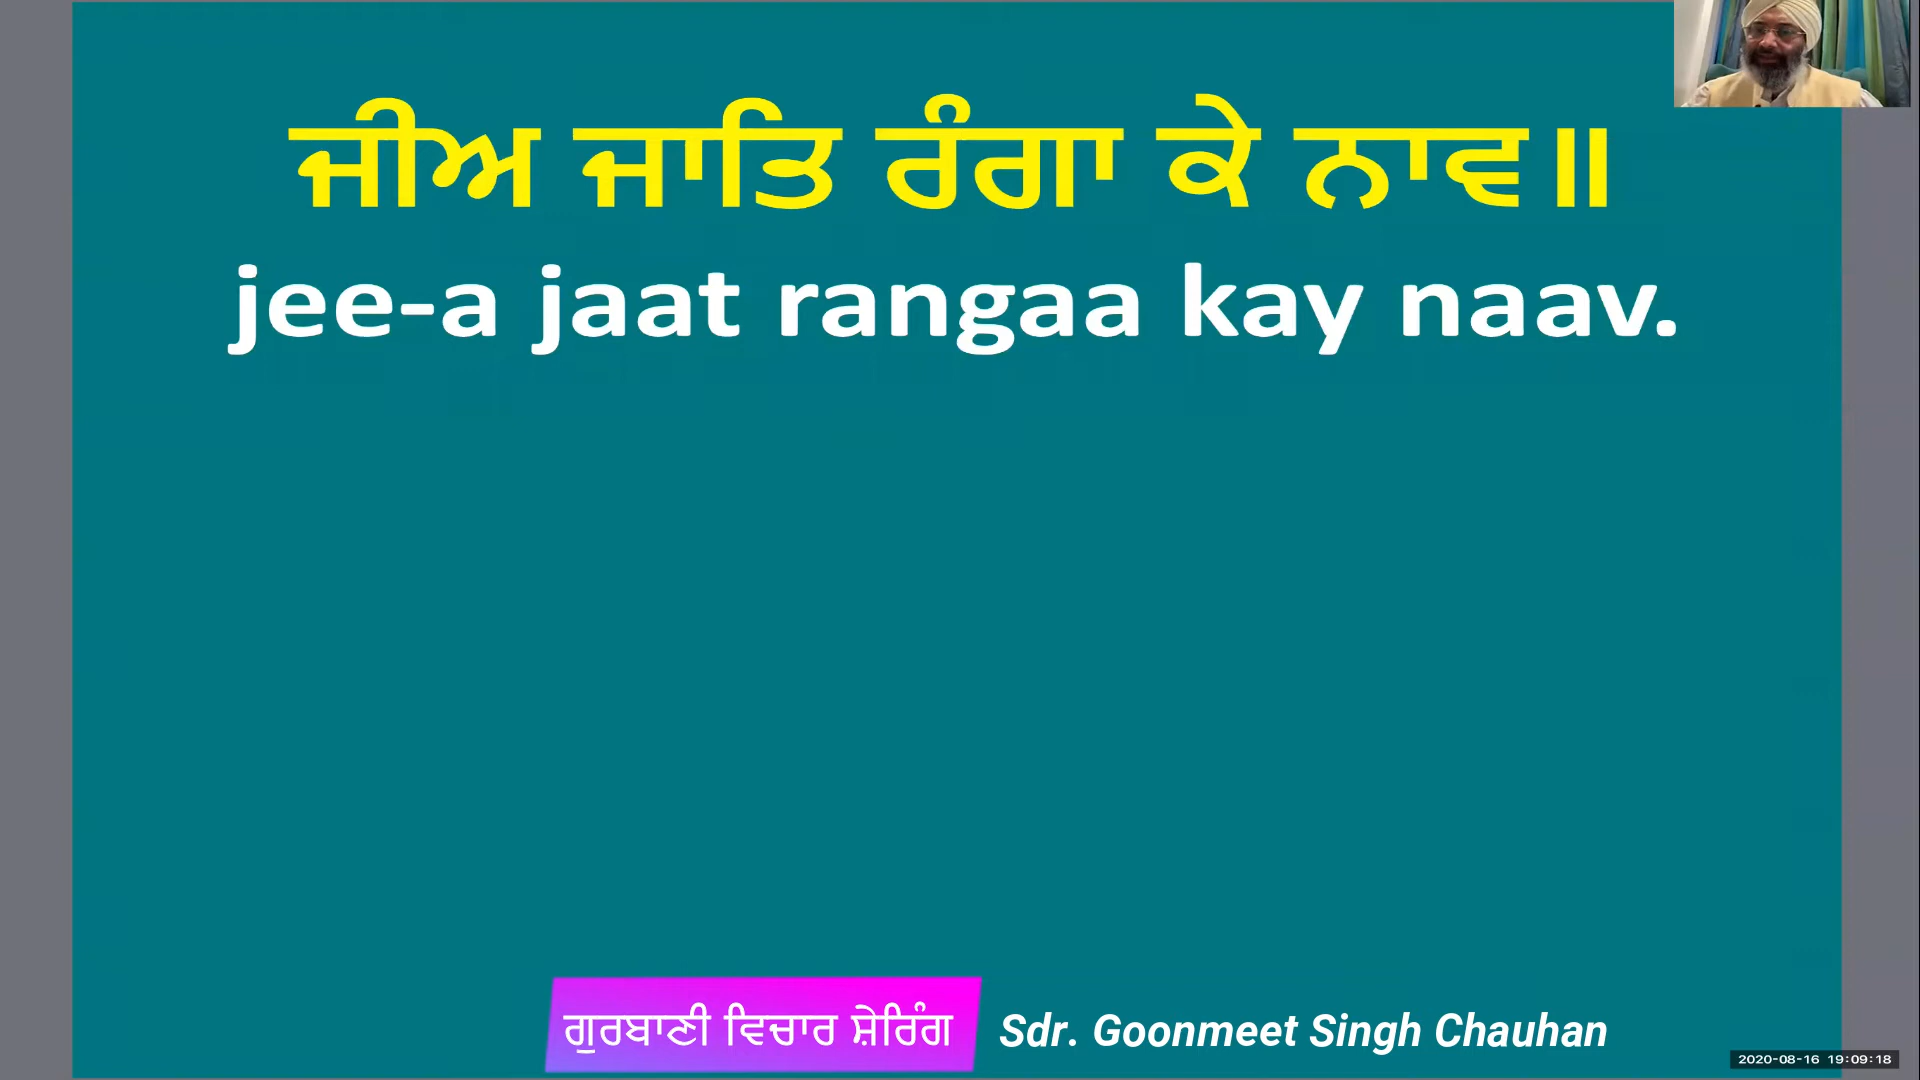 ਜੀਅ ਜਾਤਿ ਰੰਗਾ ਕੇ ਨਾਵ॥
jee-a jaat rangaa kay naav.
ਗੁਰਬਾਣੀ ਵਿਚਾਰ ਸ਼ੇਰਿੰਗ Sdr. Goonmeet Singh Chauhan
2020-08-16 19:09:18